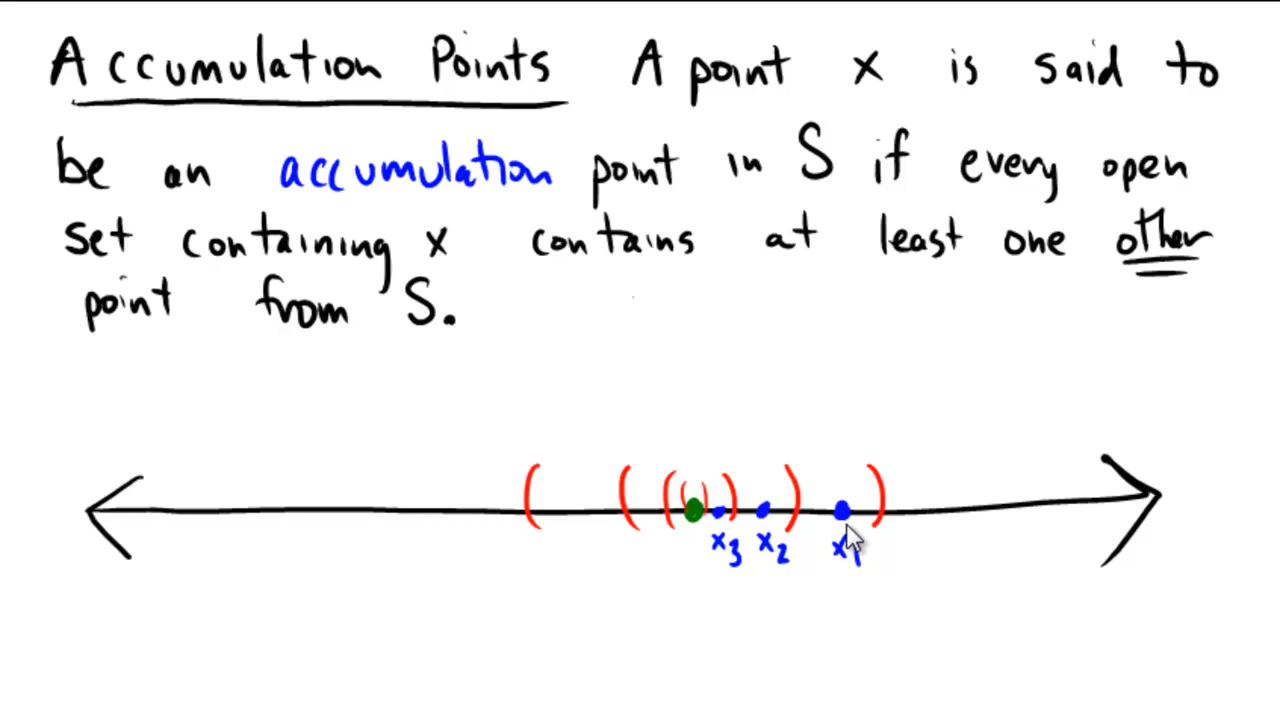 Accumulation Points A point x is said to
be an accumulation point in S if every open
set containing x contains at least one other
point from S.
x3 x2 x1